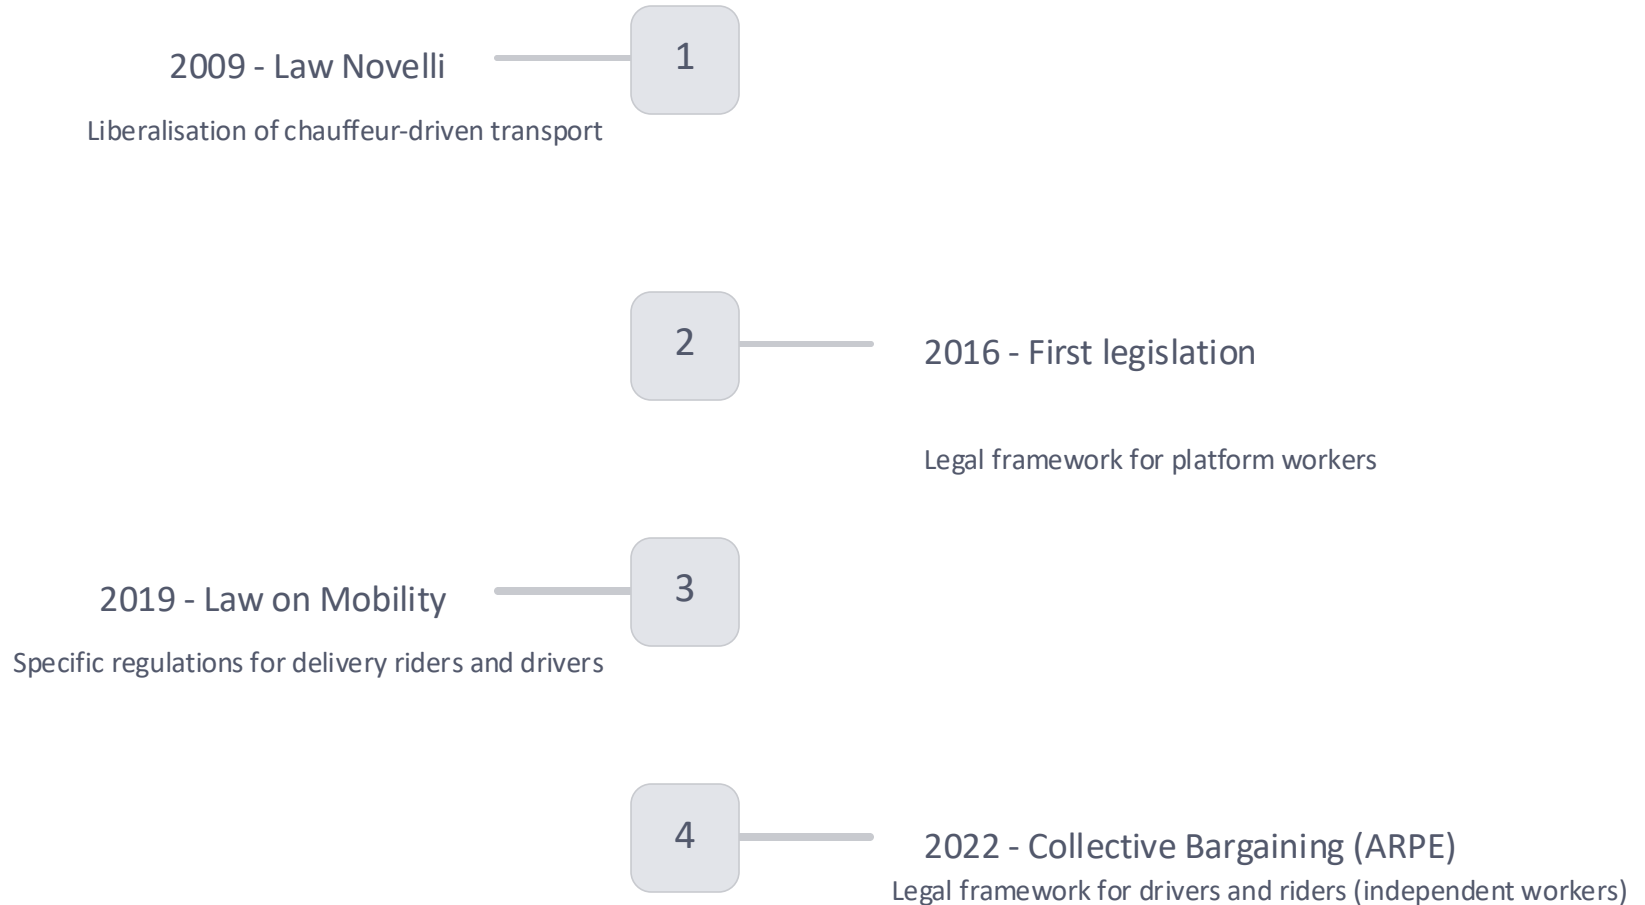 1
2009 - Law Novelli
Liberalisation of chauffeur-driven transport
2
2016 - First legislation
Legal framework for platform workers
3
2019 - Law on Mobility
Specific regulations for delivery riders and drivers
4
2022 - Collective Bargaining (ARPE)
Legal framework for drivers and riders (independent workers)